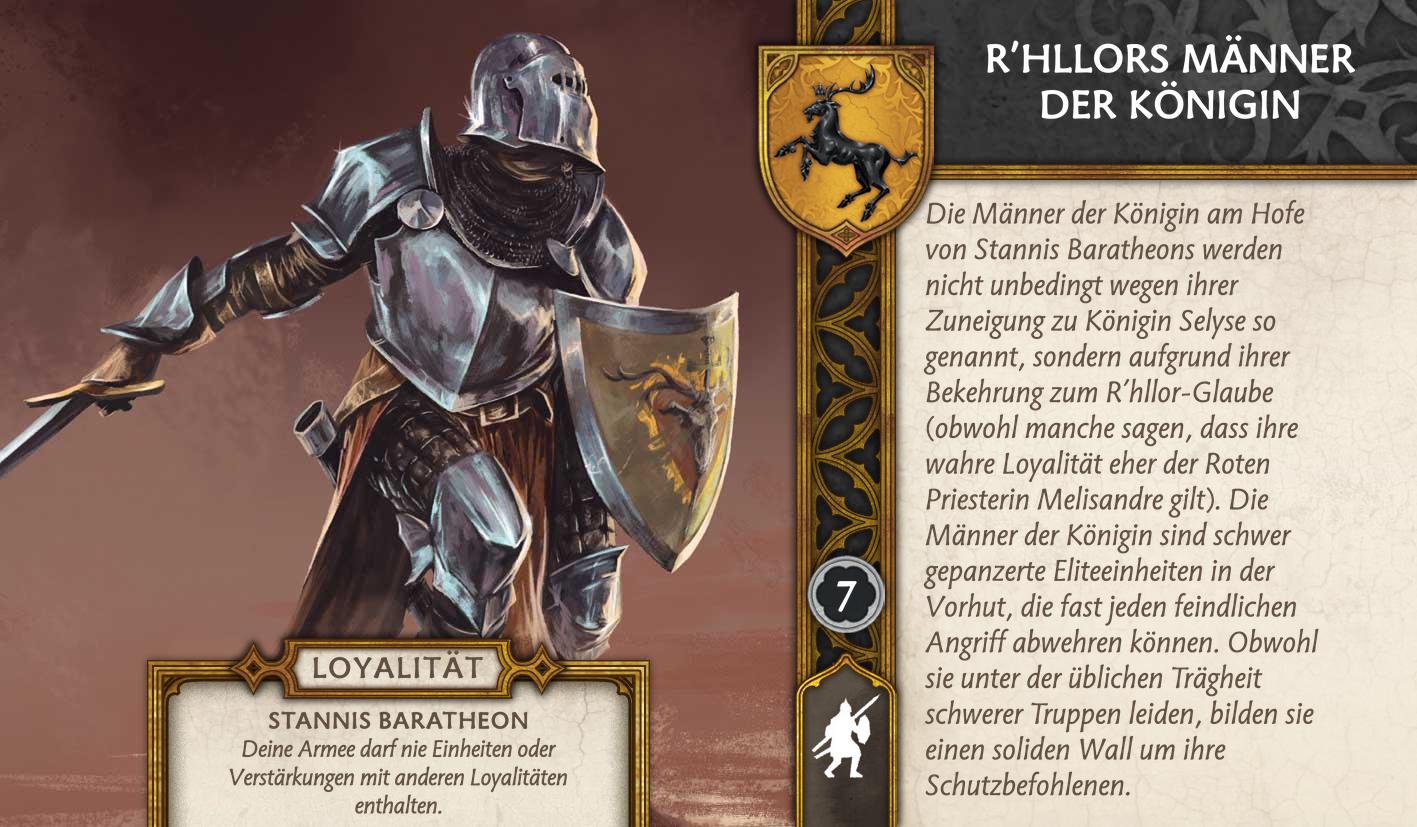 R'HLLORS MÄNNER
DER KÖNIGIN
Die Männer der Königin am Hofe
von Stannis Baratheons werden
nicht unbedingt wegen ihrer
Zuneigung zu Königin Selyse so
genannt, sondern aufgrund ihrer
Bekehrung zum R'hllor-Glaube
(obwohl manche sagen, dass ihre
wahre Loyalität eher der Roten
Priesterin Melisandre gilt). Die
Männer der Königin sind schwer
gepanzerte Eliteeinheiten in der
Vorhut, die fast jeden feindlichen
Angriff abwehren können. Obwohl
sie unter der üblichen Trägheit
schwerer Truppen leiden, bilden sie
einen soliden Wall um ihre
Schutzbefohlenen.
7
LOYALITÄT
STANNIS BARATHEON
Deine Armee darf nie Einheiten oder
Verstärkungen mit anderen Loyalitäten
enthalten.